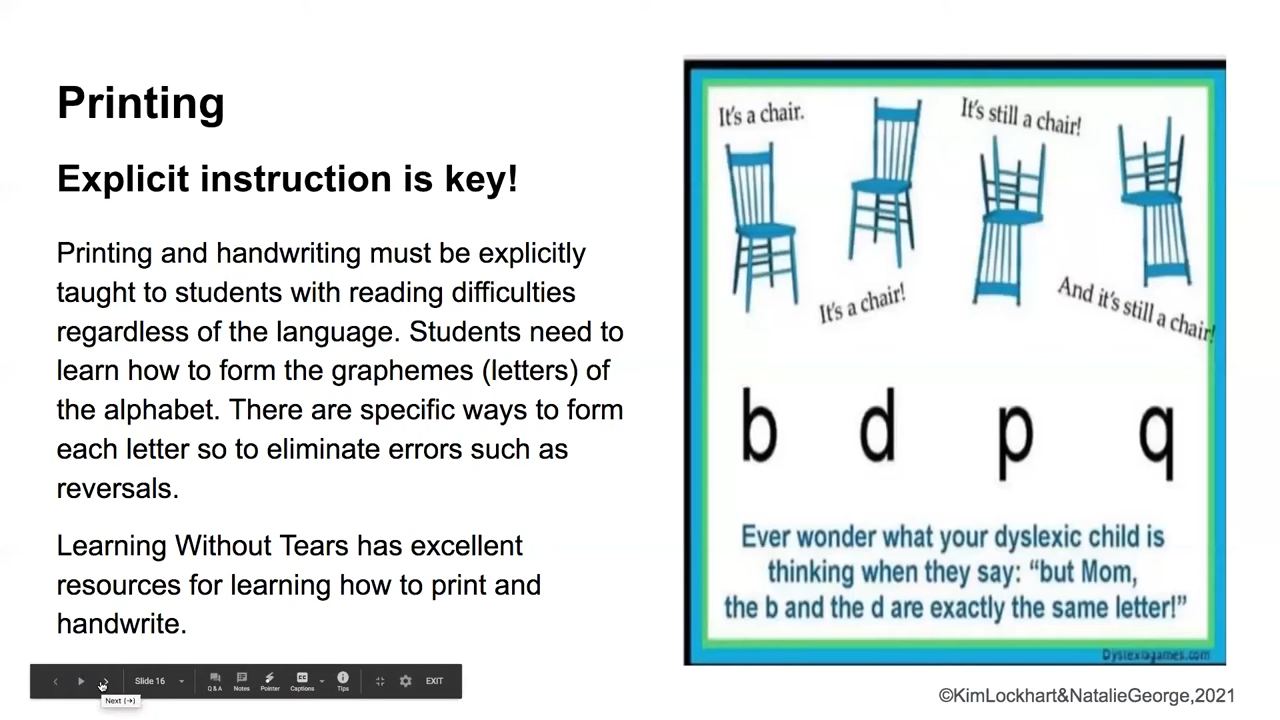 Printing
Explicit instruction is key!
Printing and handwriting must be explicitly
taught to students with reading difficulties
regardless of the language. Students need to
learn how to form the graphemes (letters) of
the alphabet. There are specific ways to form
each letter so to eliminate errors such as
reversals.
Learning Without Tears has excellent
resources for learning how to print and
handwrite.
It's a chair.
It's still a chair!
It's a chair!
And it's still a chair!
b d p q
Ever wonder what your dyslexic child is
thinking when they say: “but Mom,
the b and the d are exactly the same letter!”
Dyslexiagames.com
Slide 16
Q & A Notes Pointer Captions Tips EXIT
Next (→)
©KimLockhart&NatalieGeorge,2021